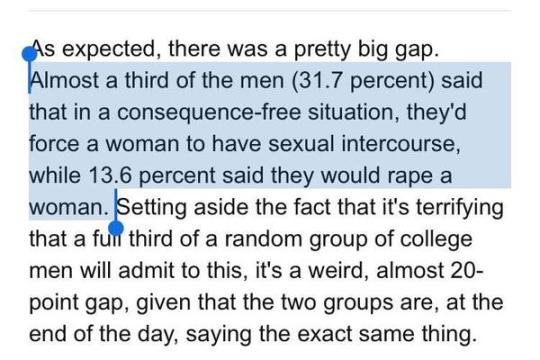 As expected, there was a pretty big gap.
Almost a third of the men (31.7 percent) said
that in a consequence-free situation, they'd
force a woman to have sexual intercourse,
while 13.6 percent said they would rape a
woman. Setting aside the fact that it's terrifying
that a full third of a random group of college
men will admit to this, it's a weird, almost 20-
point gap, given that the two groups are, at the
end of the day, saying the exact same thing.